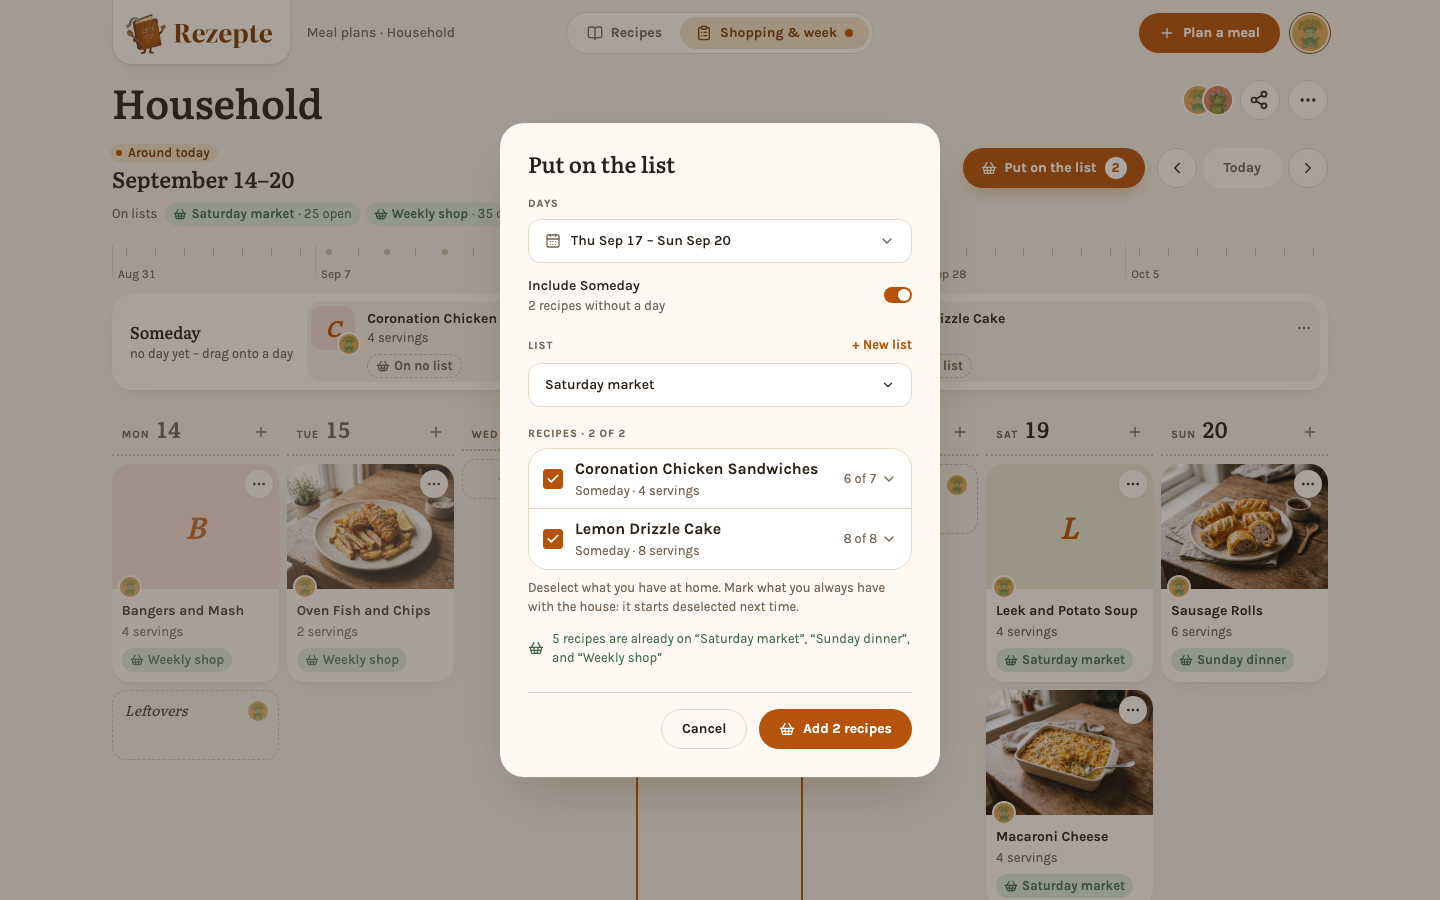 Rezepte
Meal plans · Household
Recipes
Shopping & week
Plan a meal
Household
Around today
September 14–20
Put on the list 2
Today
On lists
Saturday market · 25 open
Weekly shop · 35
Aug 31
Sep 7
28
Oct 5
Someday
no day yet – drag onto a day
C
Coronation Chicken
4 servings
On no list
Cake
list
MON 14
TUE 15
WED
SAT 19
SUN 20
B
Bangers and Mash
4 servings
Weekly shop
Leftovers
Oven Fish and Chips
2 servings
Weekly shop
L
Leek and Potato Soup
4 servings
Saturday market
Macaroni Cheese
4 servings
Saturday market
Sausage Rolls
6 servings
Sunday dinner
Put on the list
DAYS
Thu Sep 17 – Sun Sep 20
Include Someday
2 recipes without a day
LIST
+ New list
Saturday market
RECIPES · 2 OF 2
Coronation Chicken Sandwiches
Someday · 4 servings
6 of 7
Lemon Drizzle Cake
Someday · 8 servings
8 of 8
Deselect what you have at home. Mark what you always have
with the house: it starts deselected next time.
5 recipes are already on “Saturday market”, “Sunday dinner”,
and “Weekly shop”
Cancel
Add 2 recipes